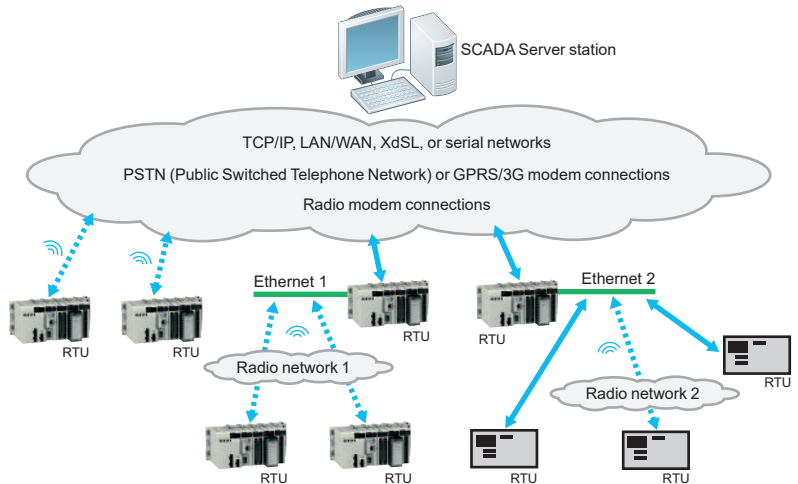 SCADA Server station
TCP/IP, LAN/WAN, XdSL, or serial networks
PSTN (Public Switched Telephone Network) or GPRS/3G modem connections
Radio modem connections
Ethernet 1
Ethernet 2
RTU
RTU
RTU
RTU
Radio network 1
RTU
Radio network 2
RTU
RTU
RTU
RTU